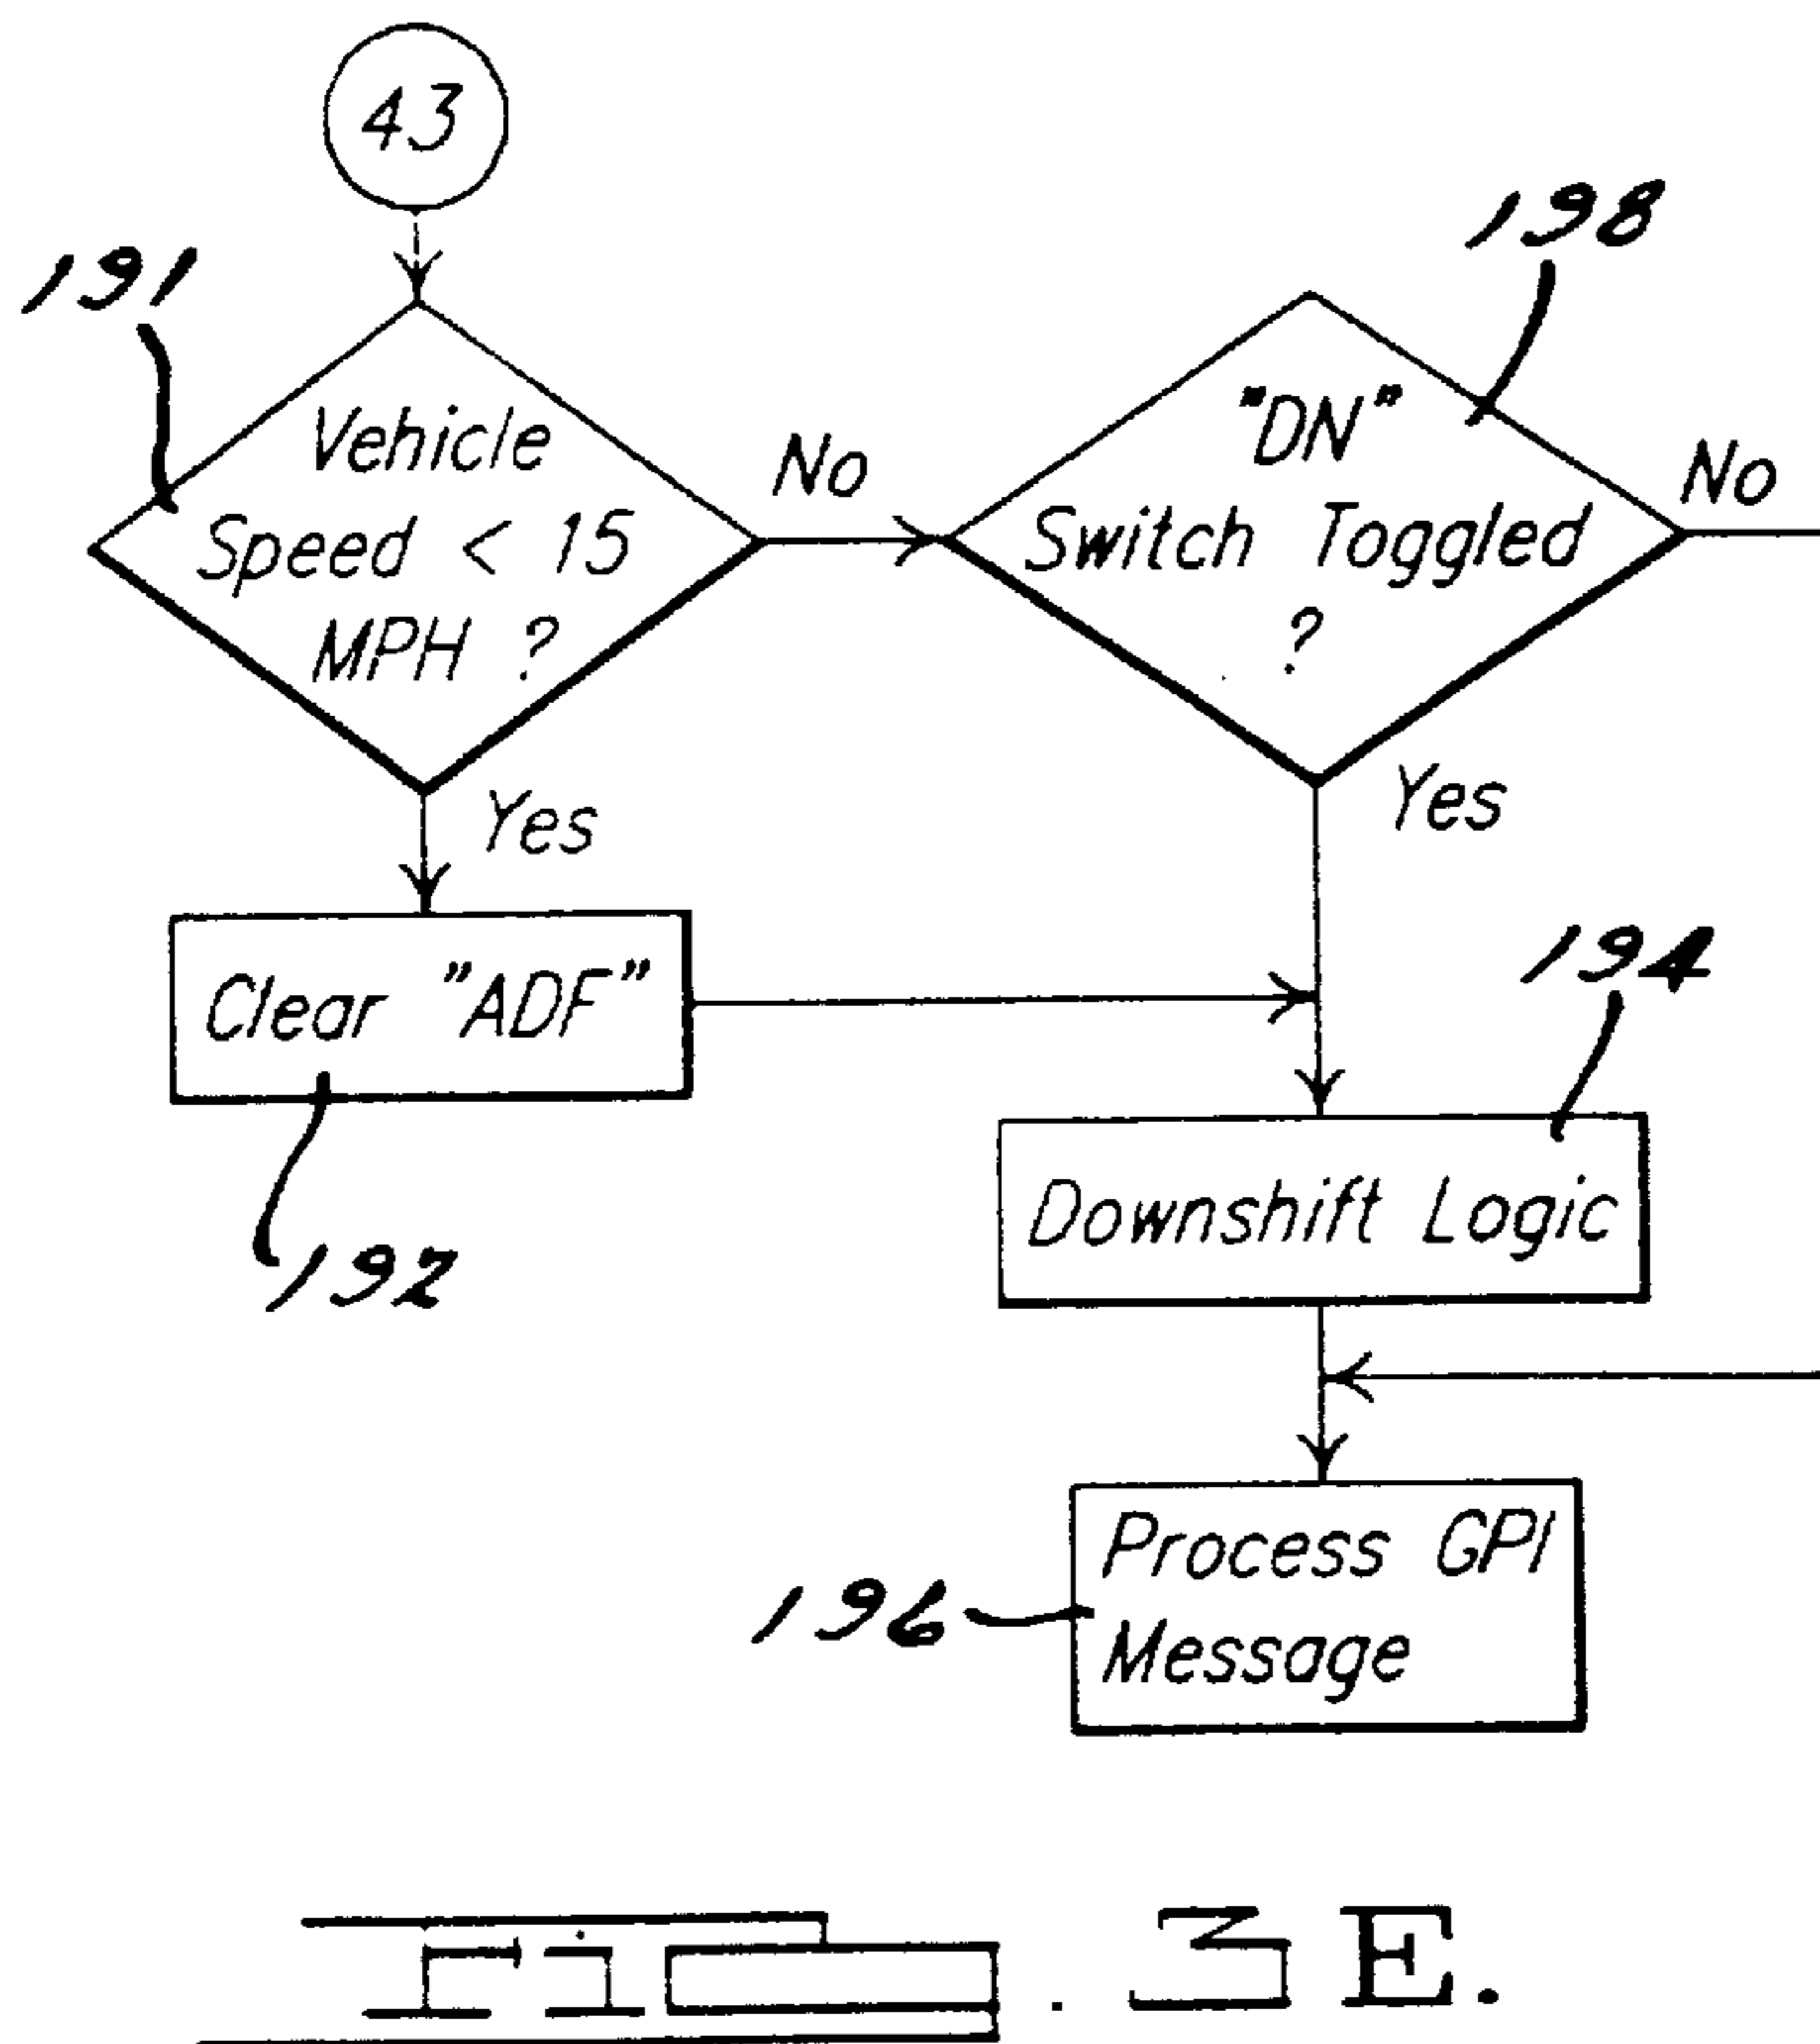 43
191
Vehicle
Speed < 15
MPH ?
No
198
"DN"
Switch Toggled
?
No
Yes
Yes
Clear "ADF"
192
194
Downshift Logic
Process GPI
Message
196
Fig. 3E.